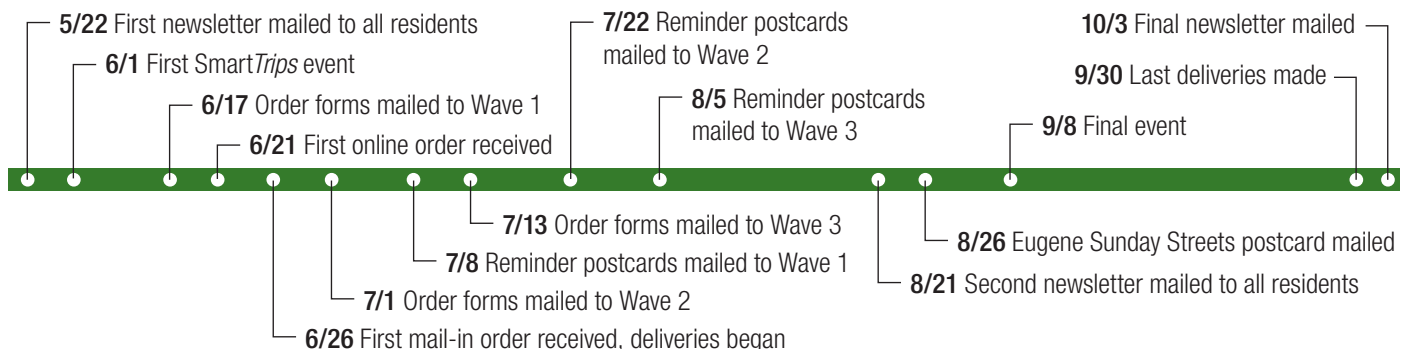 5/22 First newsletter mailed to all residents
6/1 First SmartTrips event
6/17 Order forms mailed to Wave 1
6/21 First online order received
7/22 Reminder postcards
mailed to Wave 2
8/5 Reminder postcards
mailed to Wave 3
10/3 Final newsletter mailed
9/30 Last deliveries made
9/8 Final event
7/13 Order forms mailed to Wave 3
7/8 Reminder postcards mailed to Wave 1
7/1 Order forms mailed to Wave 2
6/26 First mail-in order received, deliveries began
8/26 Eugene Sunday Streets postcard mailed
8/21 Second newsletter mailed to all residents